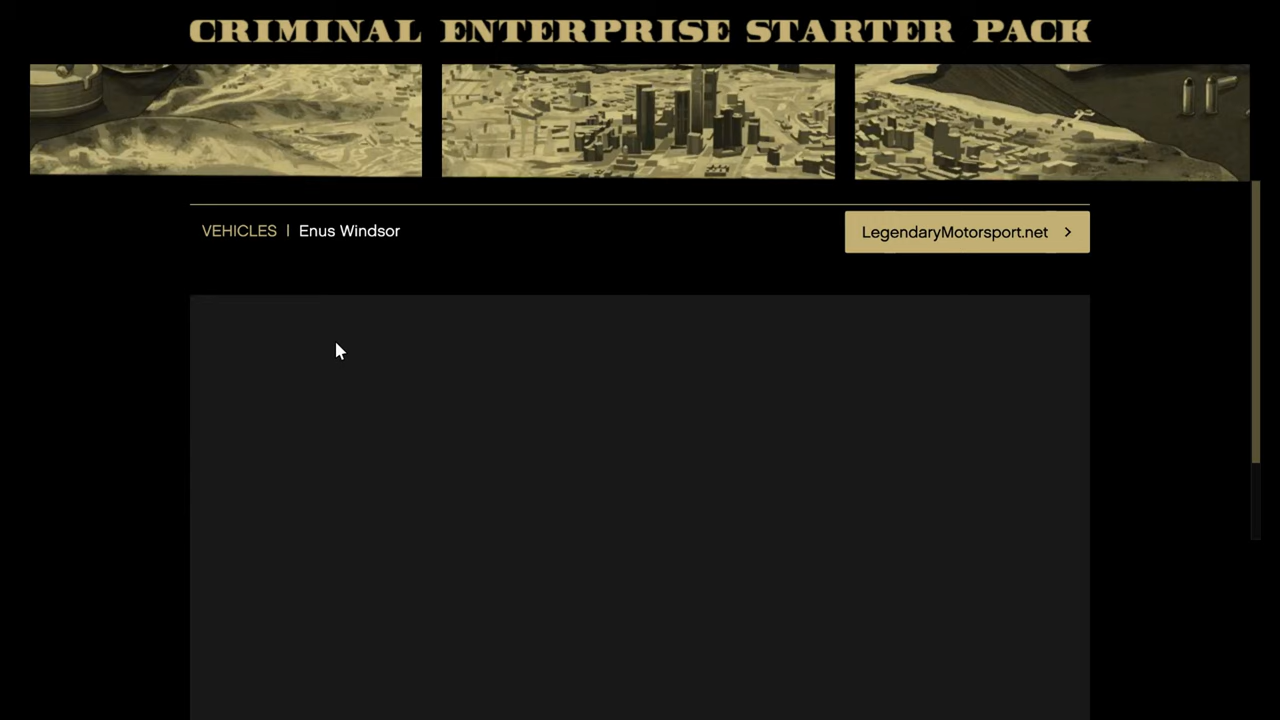 CRIMINAL ENTERPRISE STARTER PACK
VEHICLES | Enus Windsor
LegendaryMotorsport.net >